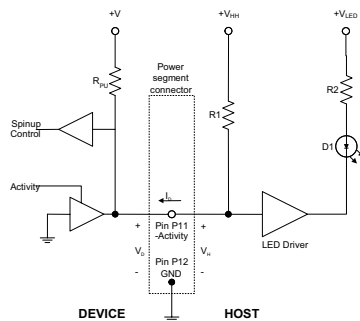 +V
+VHH
+VLED
Power segment connector
RPU
R1
R2
Spinup Control
D1
Activity
ID
+
Pin P11
-Activity
+
LED Driver
VD
VH
Pin P12
-
GND
-
DEVICE
HOST